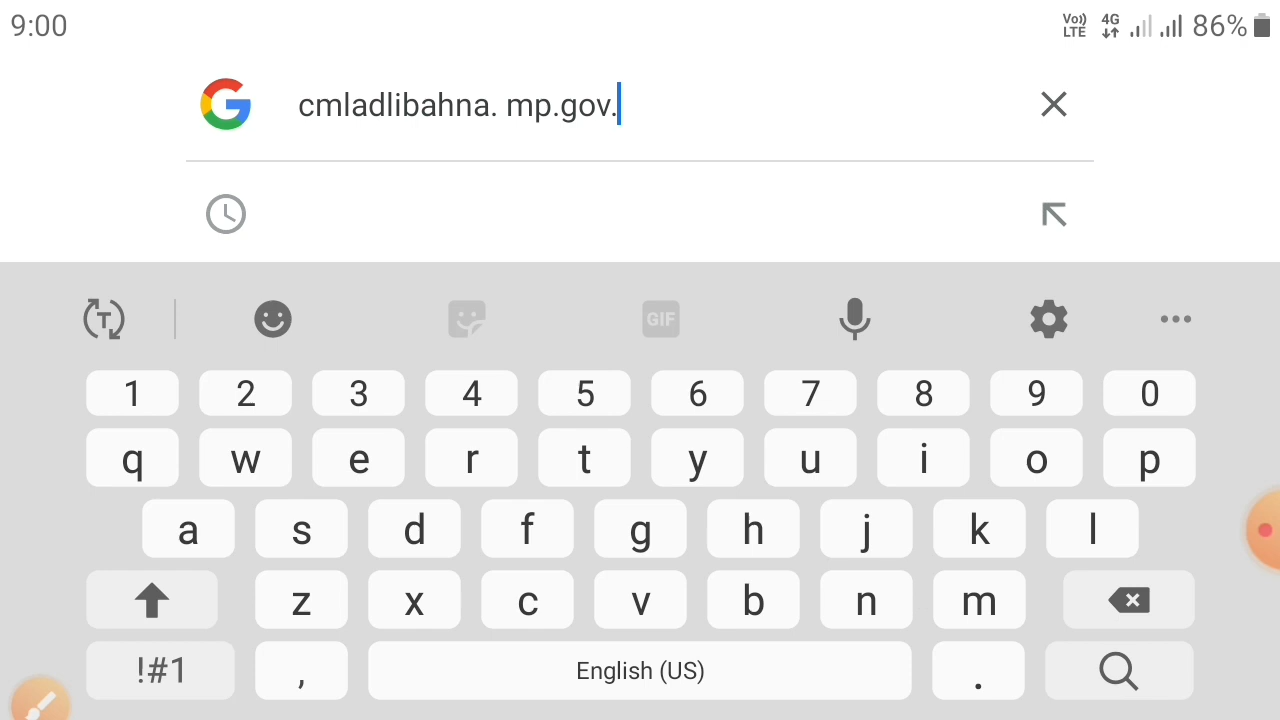 9:00 Vo)) LTE 4G 86%
cmladlibahna. mp.gov.
T GIF
1 2 3 4 5 6 7 8 9 0
q w e r t y u i o p
a s d f g h j k l
z x c v b n m
!#1 , English (US) .